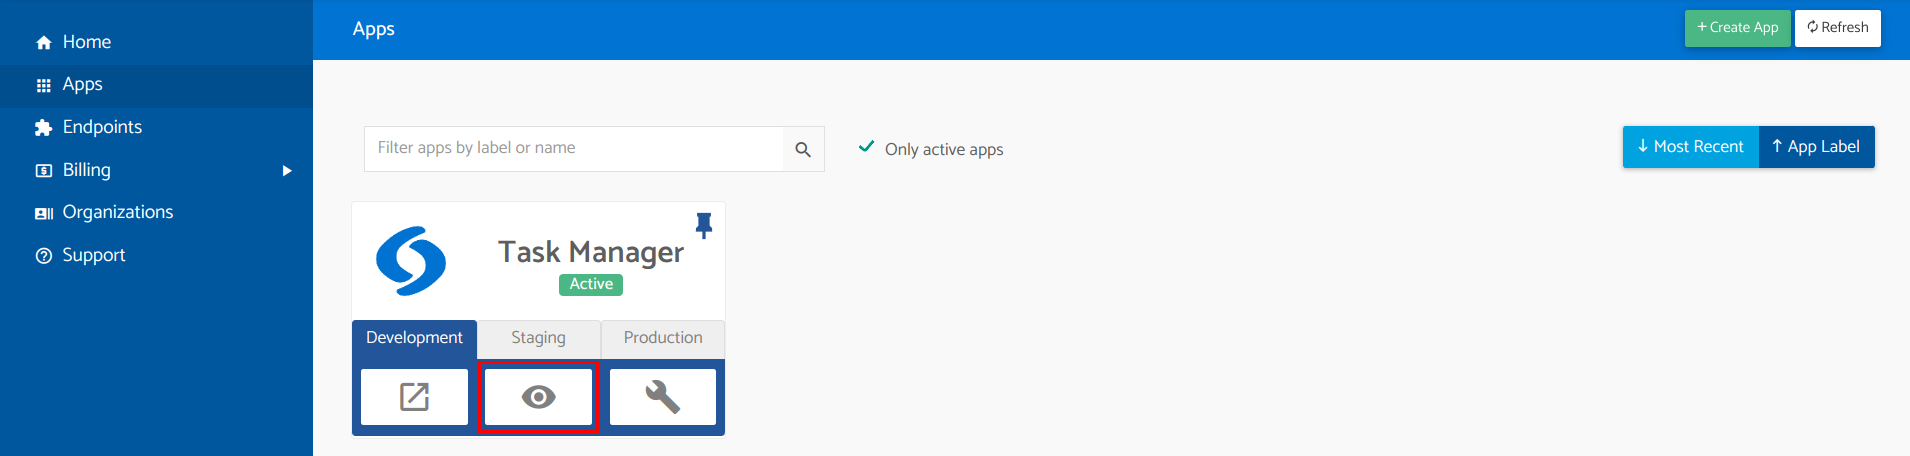 Home
Apps
Endpoints
Billing
Organizations
Support
Apps
+ Create App
Refresh
Filter apps by label or name
Only active apps
↓ Most Recent
↑ App Label
Task Manager
Active
Development
Staging
Production